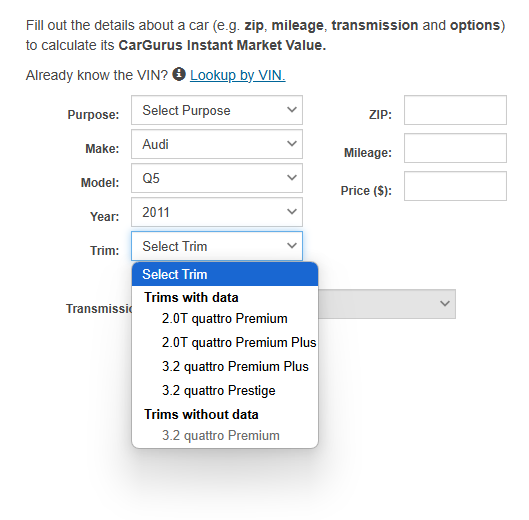 Fill out the details about a car (e.g. zip, mileage, transmission and options)
to calculate its CarGurus Instant Market Value.
Already know the VIN? Lookup by VIN.
Purpose: Select Purpose
ZIP:
Make: Audi
Mileage:
Model: Q5
Price ($):
Year: 2011
Trim: Select Trim
Select Trim
Trims with data
Transmissio
2.0T quattro Premium
2.0T quattro Premium Plus
3.2 quattro Premium Plus
3.2 quattro Prestige
Trims without data
3.2 quattro Premium